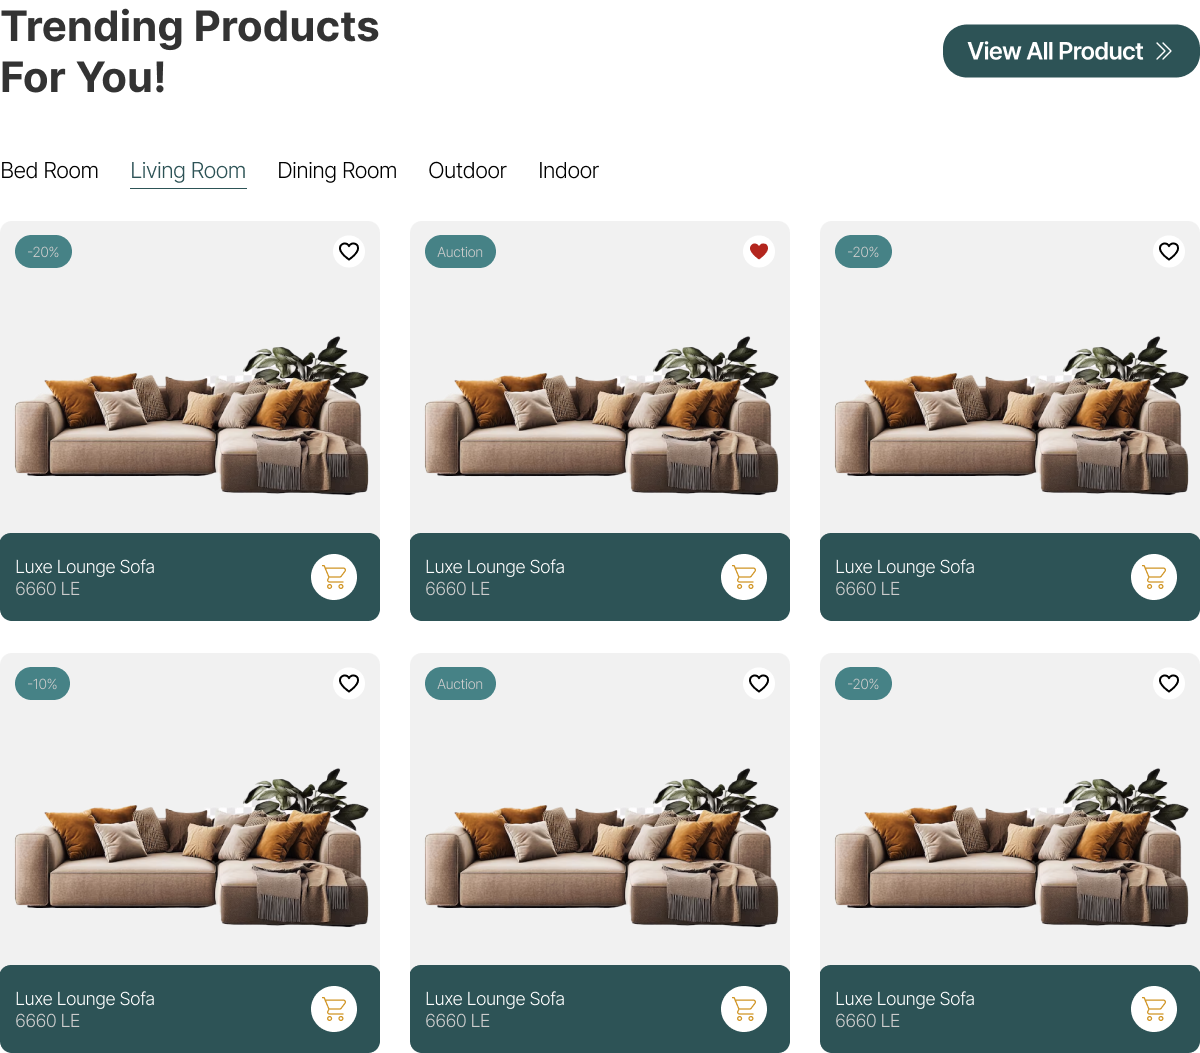 Trending Products
For You!
View All Product
Bed Room
Living Room
Dining Room
Outdoor
Indoor
-20%
Auction
-20%
Luxe Lounge Sofa
6660 LE
Luxe Lounge Sofa
6660 LE
Luxe Lounge Sofa
6660 LE
-10%
Auction
-20%
Luxe Lounge Sofa
6660 LE
Luxe Lounge Sofa
6660 LE
Luxe Lounge Sofa
6660 LE